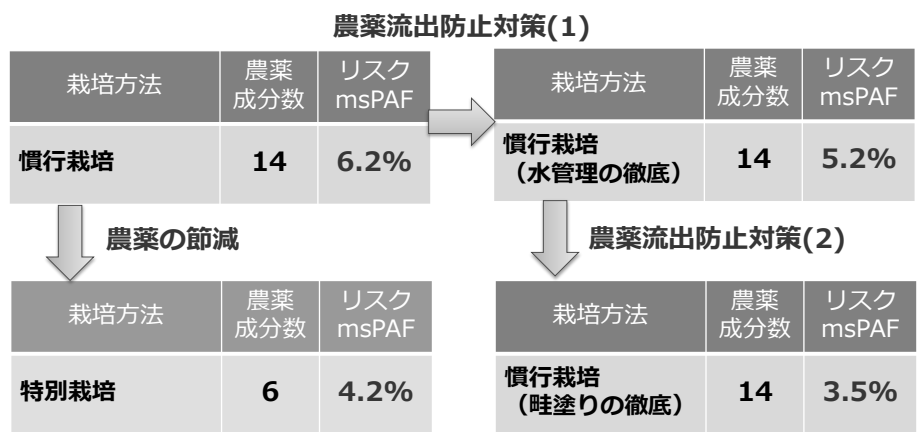 農薬流出防止対策(1)
栽培方法
農薬
成分数
リスク
msPAF
慣行栽培
14
6.2%
栽培方法
農薬
成分数
リスク
msPAF
慣行栽培
（水管理の徹底）
14
5.2%
農薬の節減
農薬流出防止対策(2)
栽培方法
農薬
成分数
リスク
msPAF
特別栽培
6
4.2%
栽培方法
農薬
成分数
リスク
msPAF
慣行栽培
（畦塗りの徹底）
14
3.5%